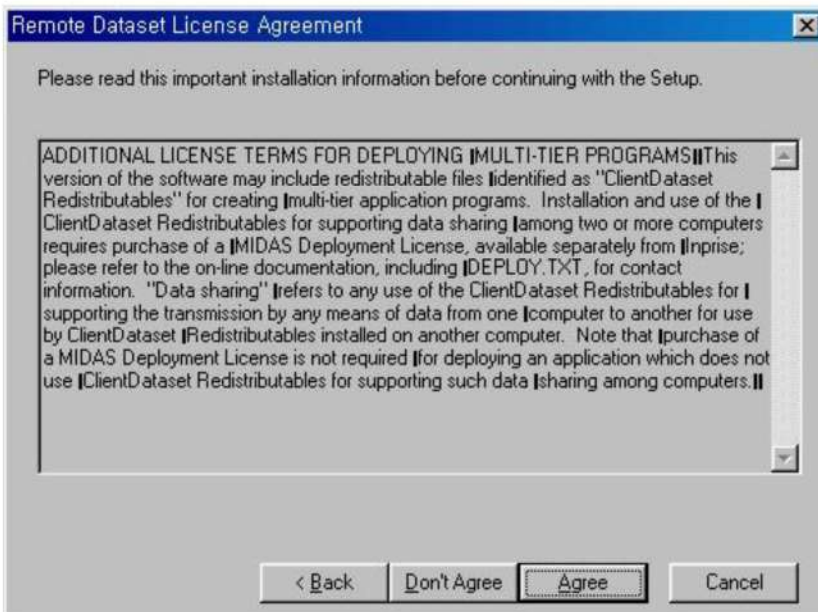 Remote Dataset License Agreement
Please read this important installation information before continuing with the Setup.
ADDITIONAL LICENSE TERMS FOR DEPLOYING MULTI-TIER PROGRAMS This
version of the software may include redistributable files identified as "ClientDataset
Redistributables" for creating multi-tier application programs. Installation and use of the
ClientDataset Redistributables for supporting data sharing among two or more computers
requires purchase of a MIDAS Deployment License, available separately from Inprise;
please refer to the on-line documentation, including DEPLOY.TXT, for contact
information. "Data sharing" refers to any use of the ClientDataset Redistributables for
supporting the transmission by any means of data from one computer to another for use
by ClientDataset Redistributables installed on another computer. Note that purchase of
a MIDAS Deployment License is not required for deploying an application which does not
use ClientDataset Redistributables for supporting such data sharing among computers.
< Back Don't Agree Agree Cancel